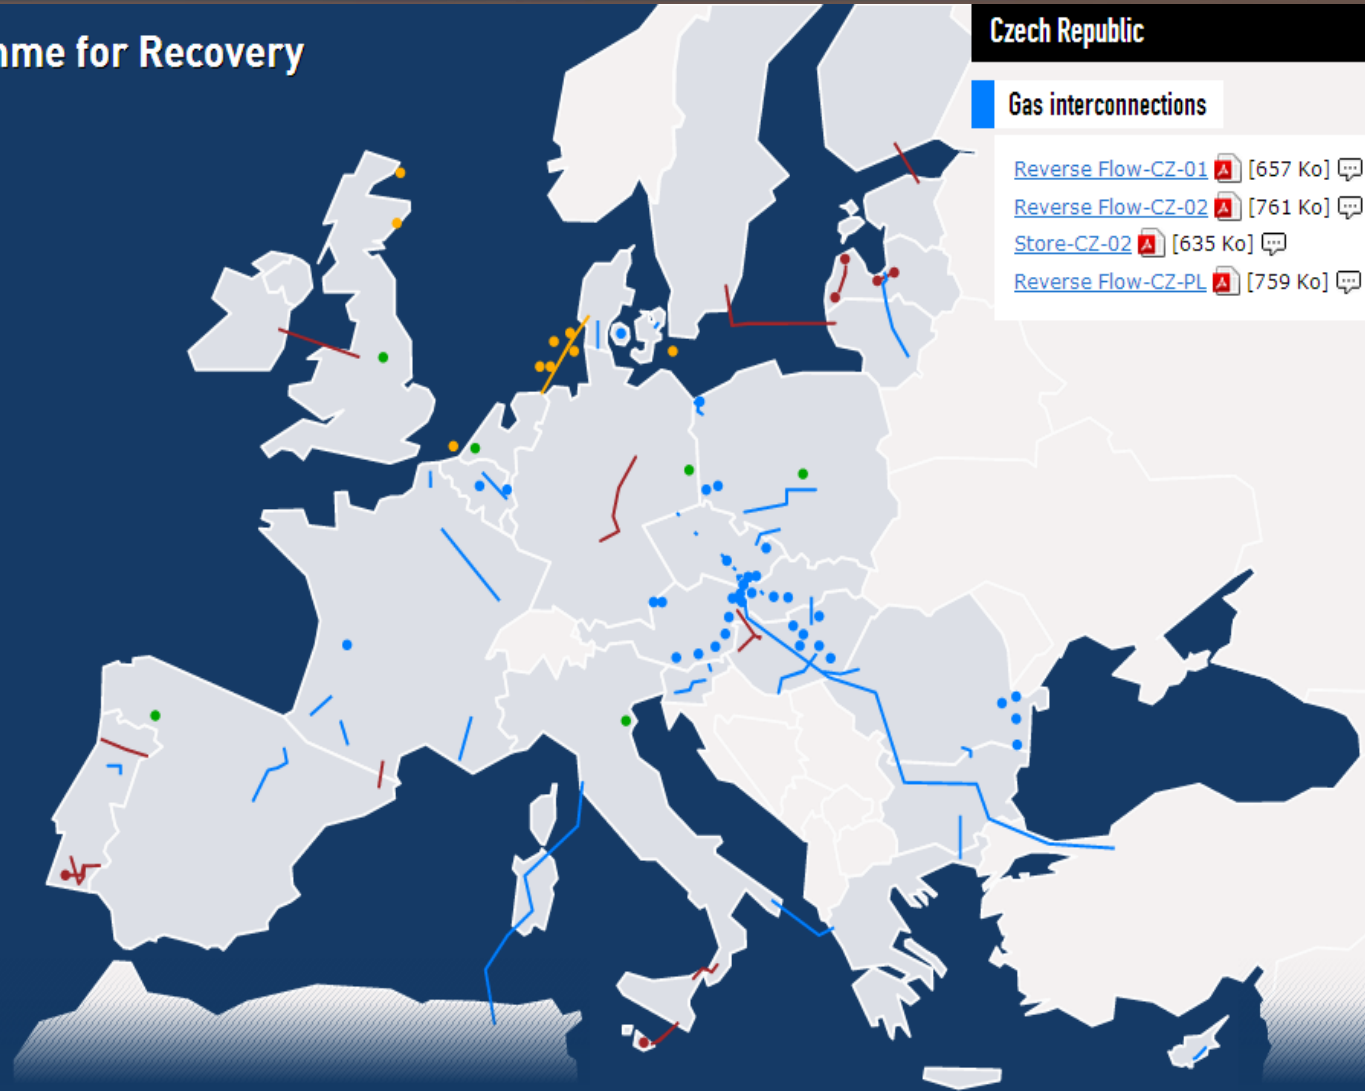 mme for Recovery
Czech Republic
Gas interconnections
Reverse Flow-CZ-01 [657 Ko]
Reverse Flow-CZ-02 [761 Ko]
Store-CZ-02 [635 Ko]
Reverse Flow-CZ-PL [759 Ko]